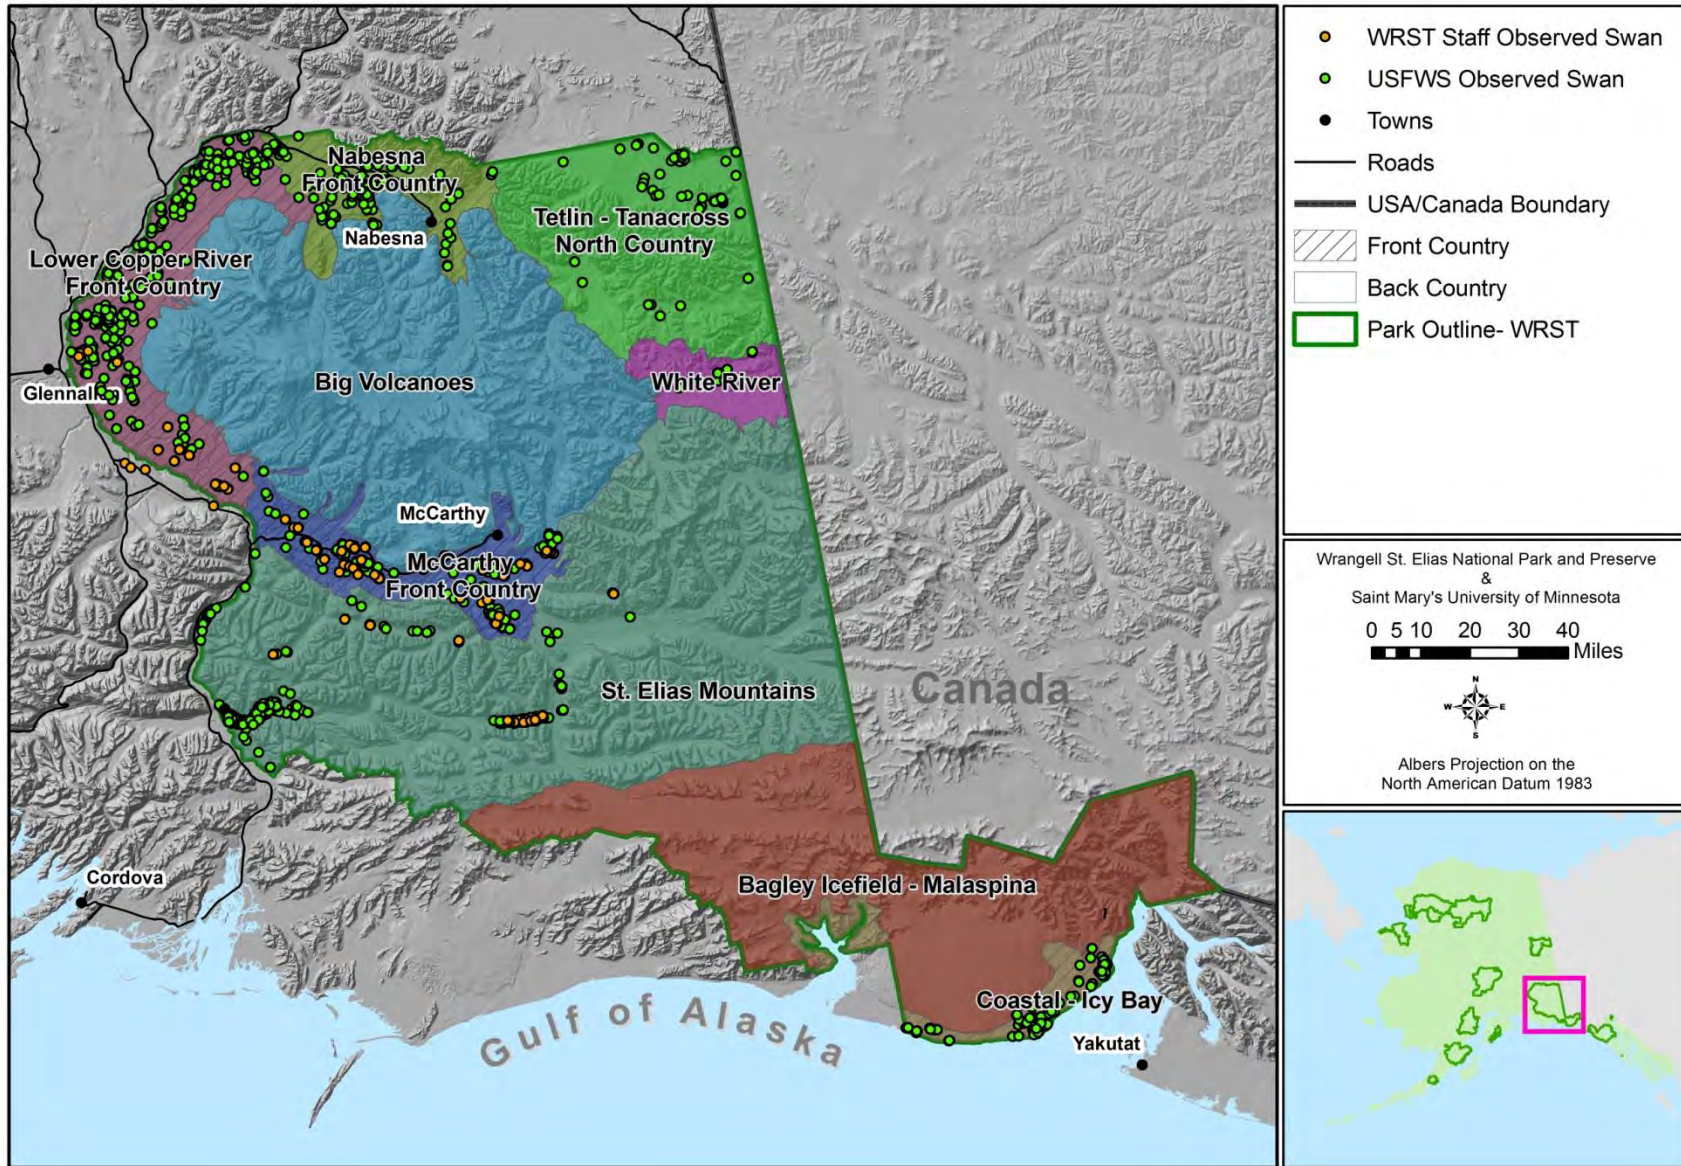 Nabesna
Front Country
Nabesna
Tetlin - Tanacross
North Country
Lower Copper River
Front Country
Big Volcanoes
White River
McCarthy
McCarthy
Front Country
St. Elias Mountains
Canada
Bagley Icefield - Malaspina
Coastal - Icy Bay
Cordova
Yakutat
Gulf of Alaska
WRST Staff Observed Swan
USFWS Observed Swan
Towns
Roads
USA/Canada Boundary
Front Country
Back Country
Park Outline- WRST
Wrangell St. Elias National Park and Preserve
&
Saint Mary's University of Minnesota
0 5 10 20 30 40
Miles
N
W E
S
Albers Projection on the
North American Datum 1983